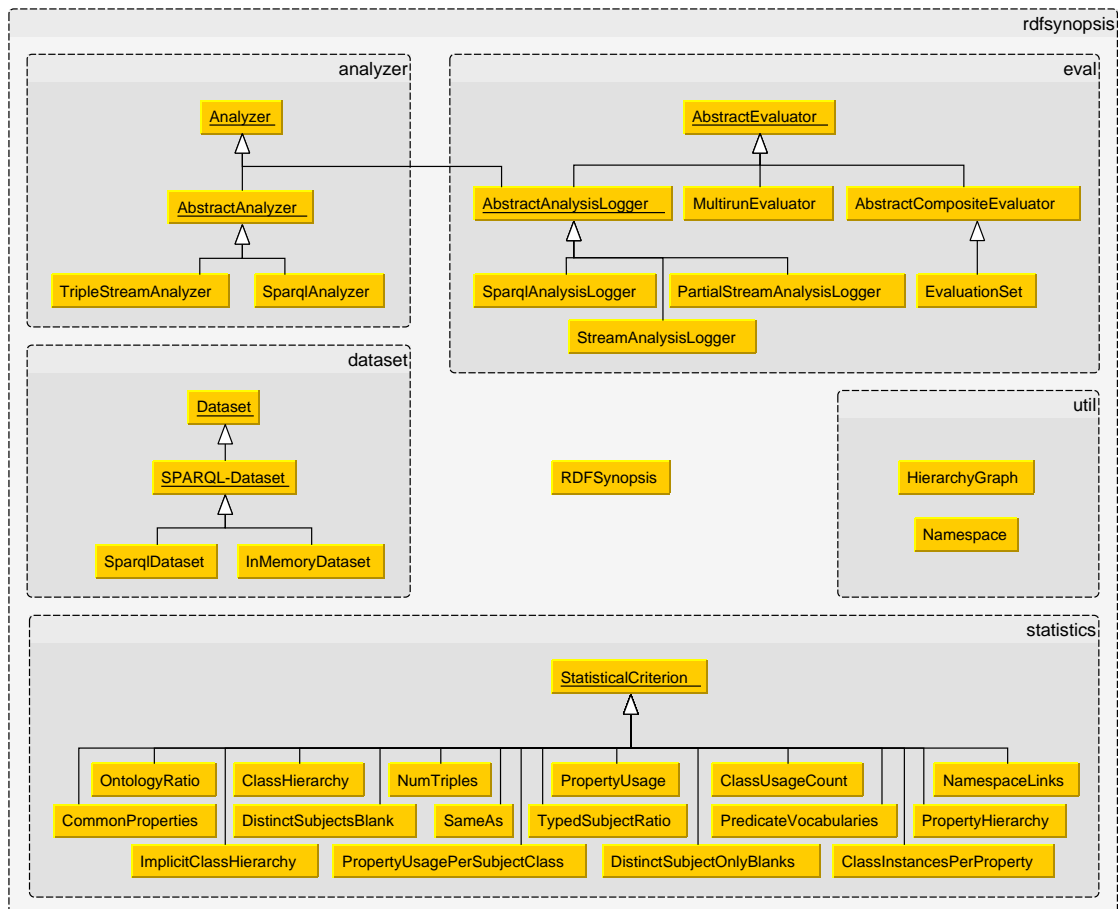 rdfsynopsis
analyzer
Analyzer
AbstractAnalyzer
TripleStreamAnalyzer
SparqlAnalyzer
eval
AbstractEvaluator
AbstractAnalysisLogger
MultirunEvaluator
AbstractCompositeEvaluator
SparqlAnalysisLogger
PartialStreamAnalysisLogger
EvaluationSet
StreamAnalysisLogger
dataset
Dataset
SPARQL-Dataset
SparqlDataset
InMemoryDataset
RDFSynopsis
util
HierarchyGraph
Namespace
statistics
StatisticalCriterion
OntologyRatio
ClassHierarchy
NumTriples
PropertyUsage
ClassUsageCount
NamespaceLinks
CommonProperties
DistinctSubjectsBlank
SameAs
TypedSubjectRatio
PredicateVocabularies
PropertyHierarchy
ImplicitClassHierarchy
PropertyUsagePerSubjectClass
DistinctSubjectOnlyBlanks
ClassInstancesPerProperty